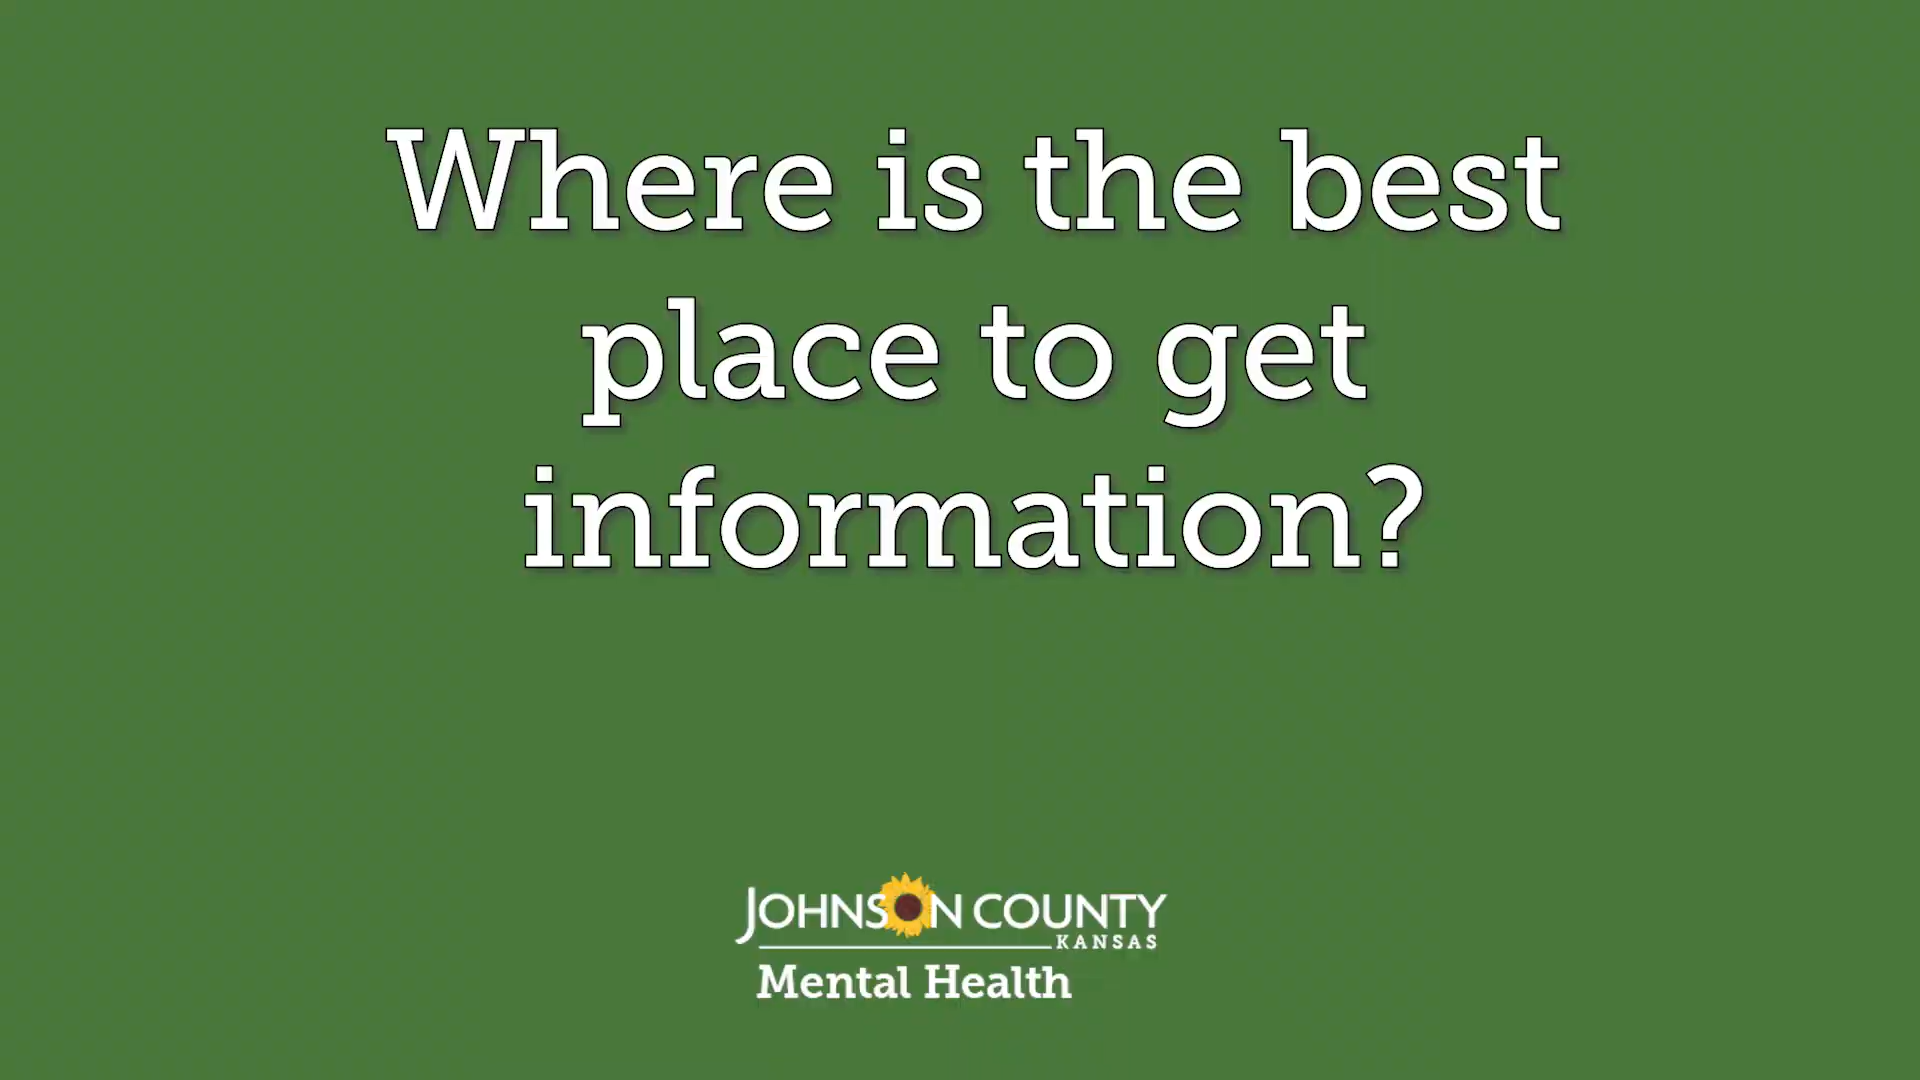 Where is the best
place to get
information?
JOHNSON COUNTY
KANSAS
Mental Health